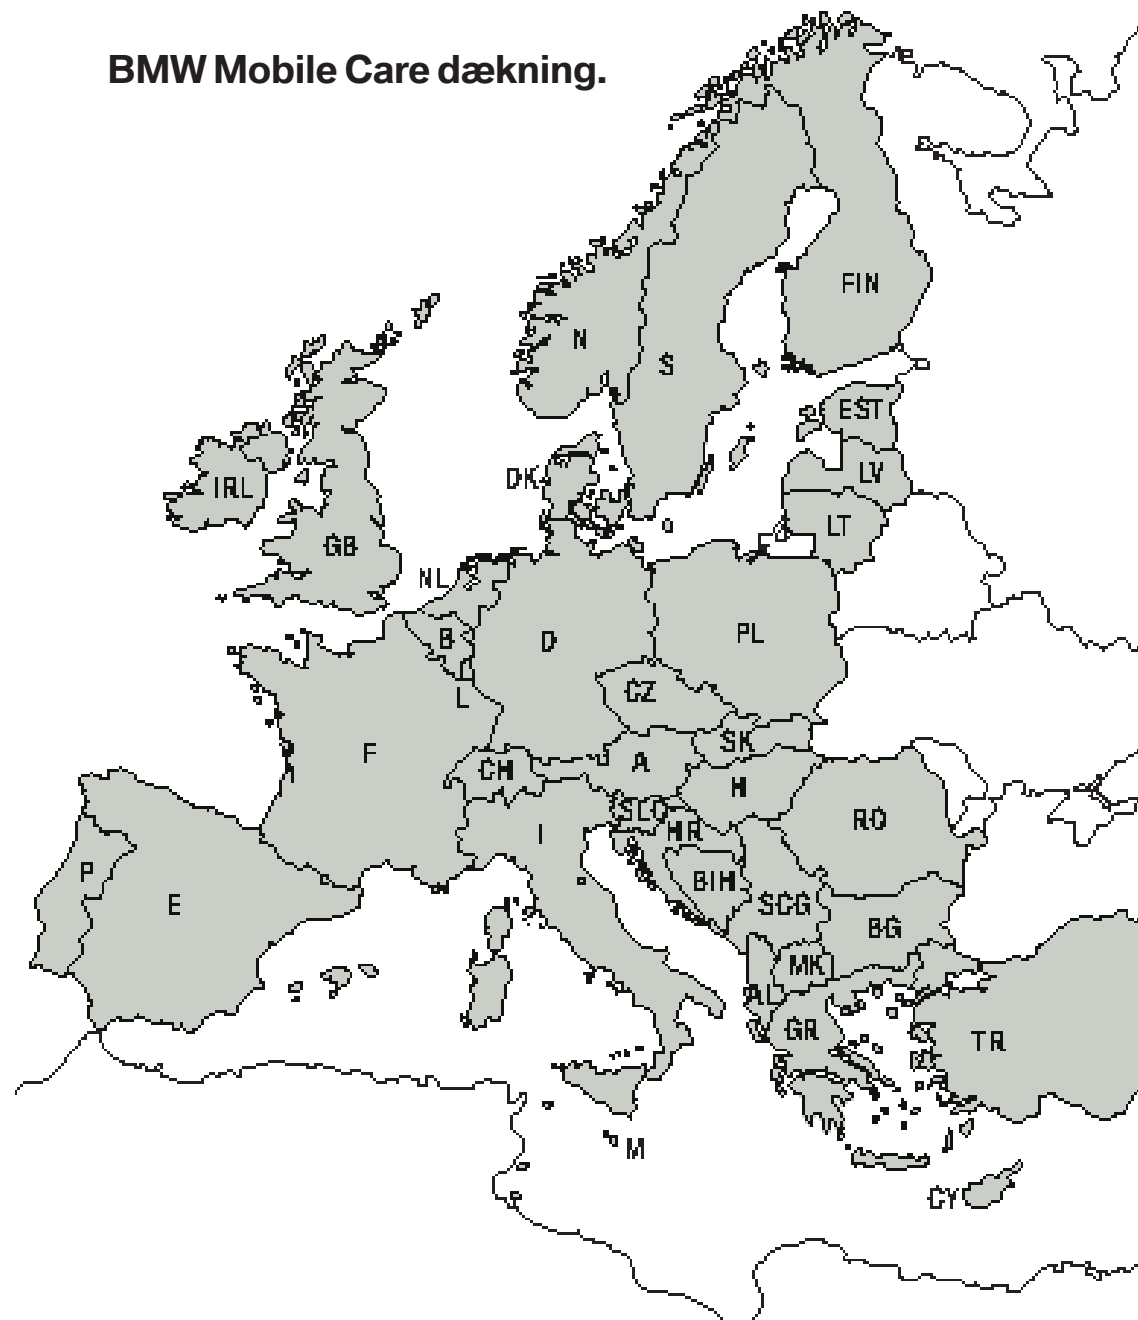 BMW Mobile Care dækning.
FIN
N
S
EST
LV
IRL
DK
LT
GB
NL
B
D
PL
CZ
L
F
SK
A
CH
H
SLO
HR
RO
I
P
BIH
E
SCG
BG
MK
AL
GR
TR
M
CY